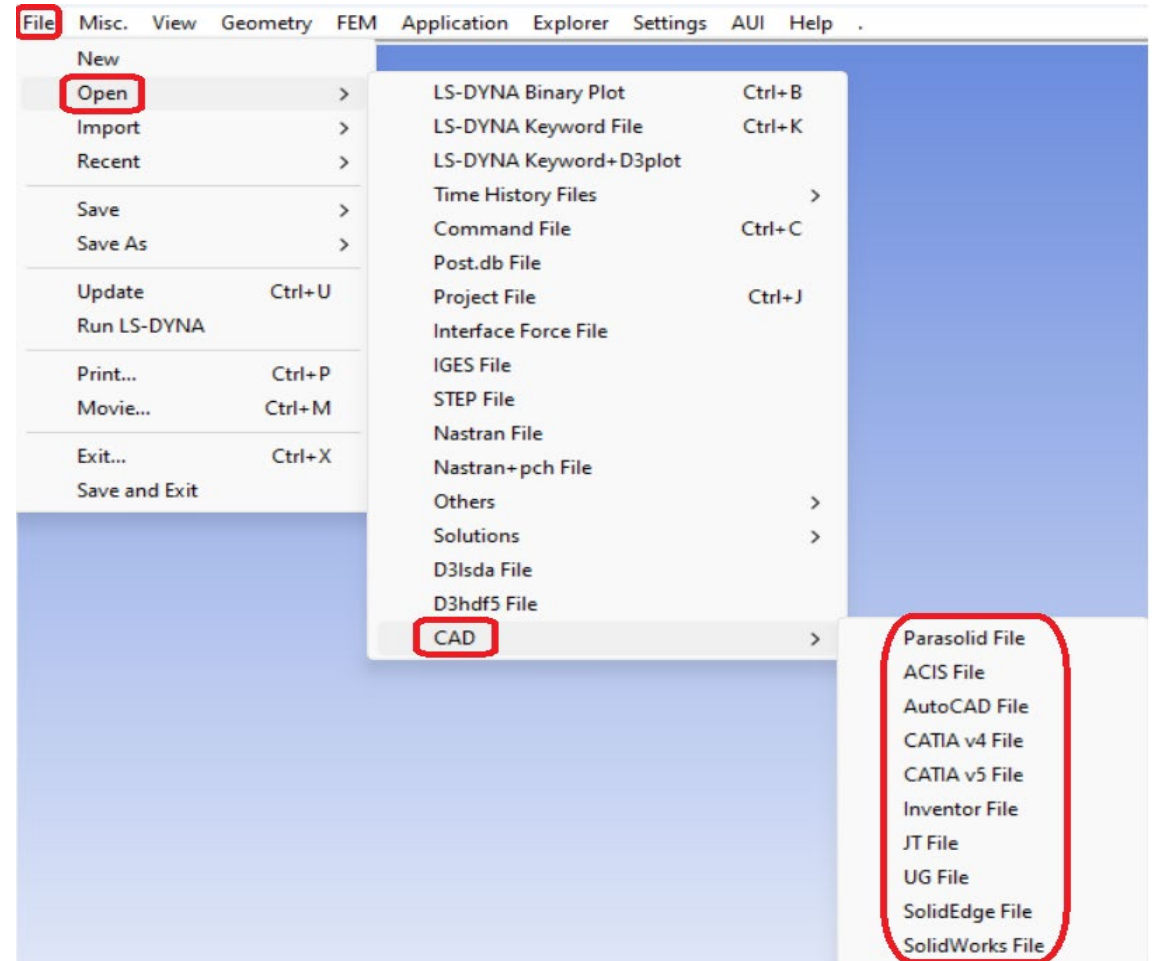 File Misc. View Geometry FEM Application Explorer Settings AUI Help .
New
Open >
Import >
Recent >
Save >
Save As >
Update Ctrl+U
Run LS-DYNA
Print... Ctrl+P
Movie... Ctrl+M
Exit... Ctrl+X
Save and Exit
LS-DYNA Binary Plot Ctrl+B
LS-DYNA Keyword File Ctrl+K
LS-DYNA Keyword+D3plot
Time History Files >
Command File Ctrl+C
Post.db File
Project File Ctrl+J
Interface Force File
IGES File
STEP File
Nastran File
Nastran+pch File
Others >
Solutions >
D3lsda File
D3hdf5 File
CAD >
Parasolid File
ACIS File
AutoCAD File
CATIA v4 File
CATIA v5 File
Inventor File
JT File
UG File
SolidEdge File
SolidWorks File